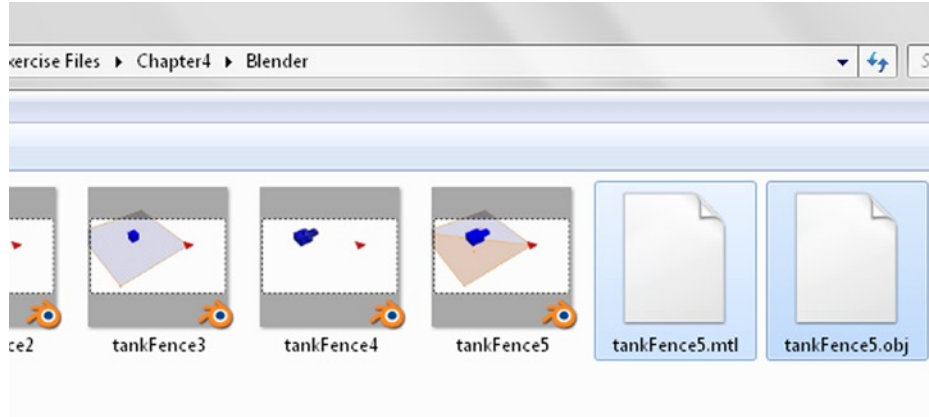 xercise Files ▸ Chapter4 ▸ Blender
ce2
tankFence3
tankFence4
tankFence5
tankFence5.mtl
tankFence5.obj